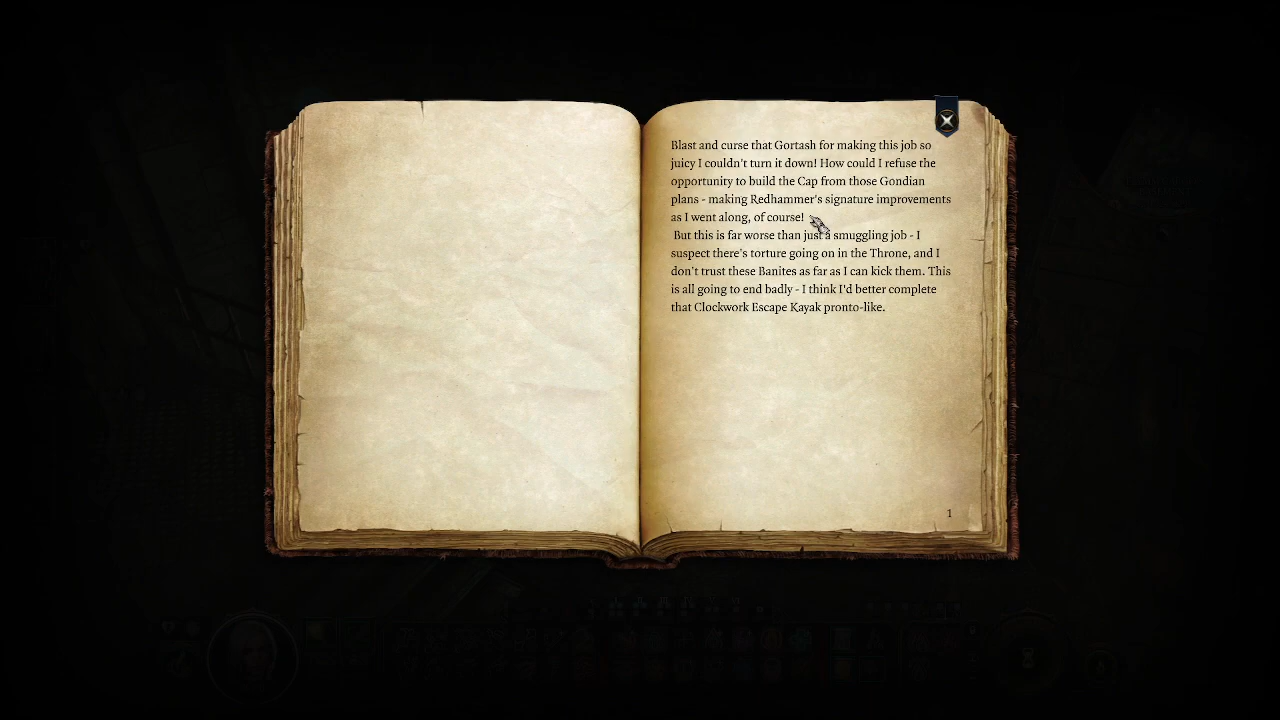 Blast and curse that Gortash for making this job so
juicy I couldn't turn it down! How could I refuse the
opportunity to build the Cap from those Gondian
plans - making Redhammer's signature improvements
as I went along, of course!
But this is far worse than just a smuggling job - I
suspect there's torture going on in the Throne, and I
don't trust these Banites as far as I can kick them. This
is all going to end badly - I think I'd better complete
that Clockwork Escape Kayak pronto-like.
1